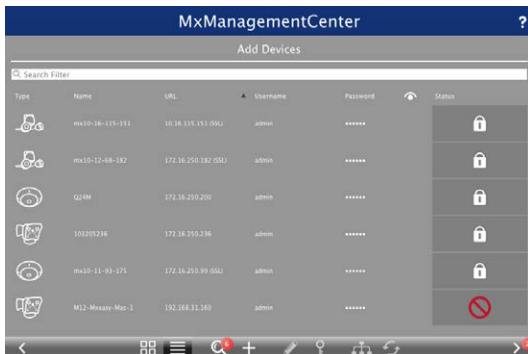 MxManagementCenter ?
Add Devices
Search Filter
Type Name URL Username Password Status
mx10-16-115-151 10.16.115.151 (SSL) admin ••••••
mx10-12-68-182 172.16.250.182 (SSL) admin ••••••
Q24M 172.16.250.200 admin ••••••
103205236 172.16.250.236 admin ••••••
mx10-11-93-175 172.16.250.99 (SSL) admin ••••••
M12-Mxeasy-Mac-1 192.168.31.160 admin ••••••
6